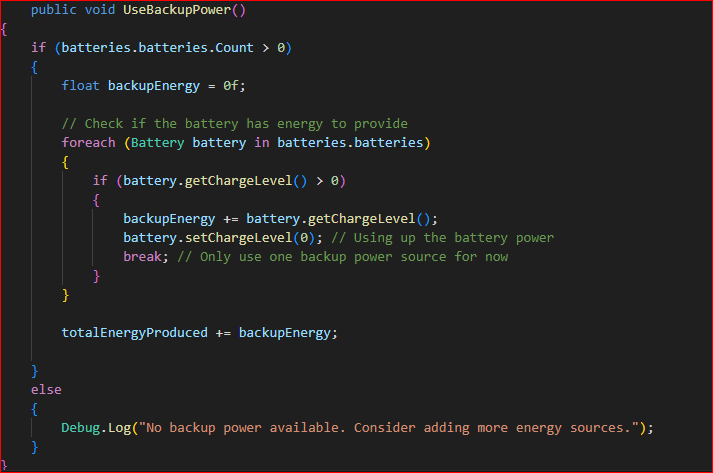 public void UseBackupPower()
{
if (batteries.batteries.Count > 0)
{
float backupEnergy = 0f;
// Check if the battery has energy to provide
foreach (Battery battery in batteries.batteries)
{
if (battery.getChargeLevel() > 0)
{
backupEnergy += battery.getChargeLevel();
battery.setChargeLevel(0); // Using up the battery power
break; // Only use one backup power source for now
}
}
totalEnergyProduced += backupEnergy;
}
else
{
Debug.Log("No backup power available. Consider adding more energy sources.");
}
}